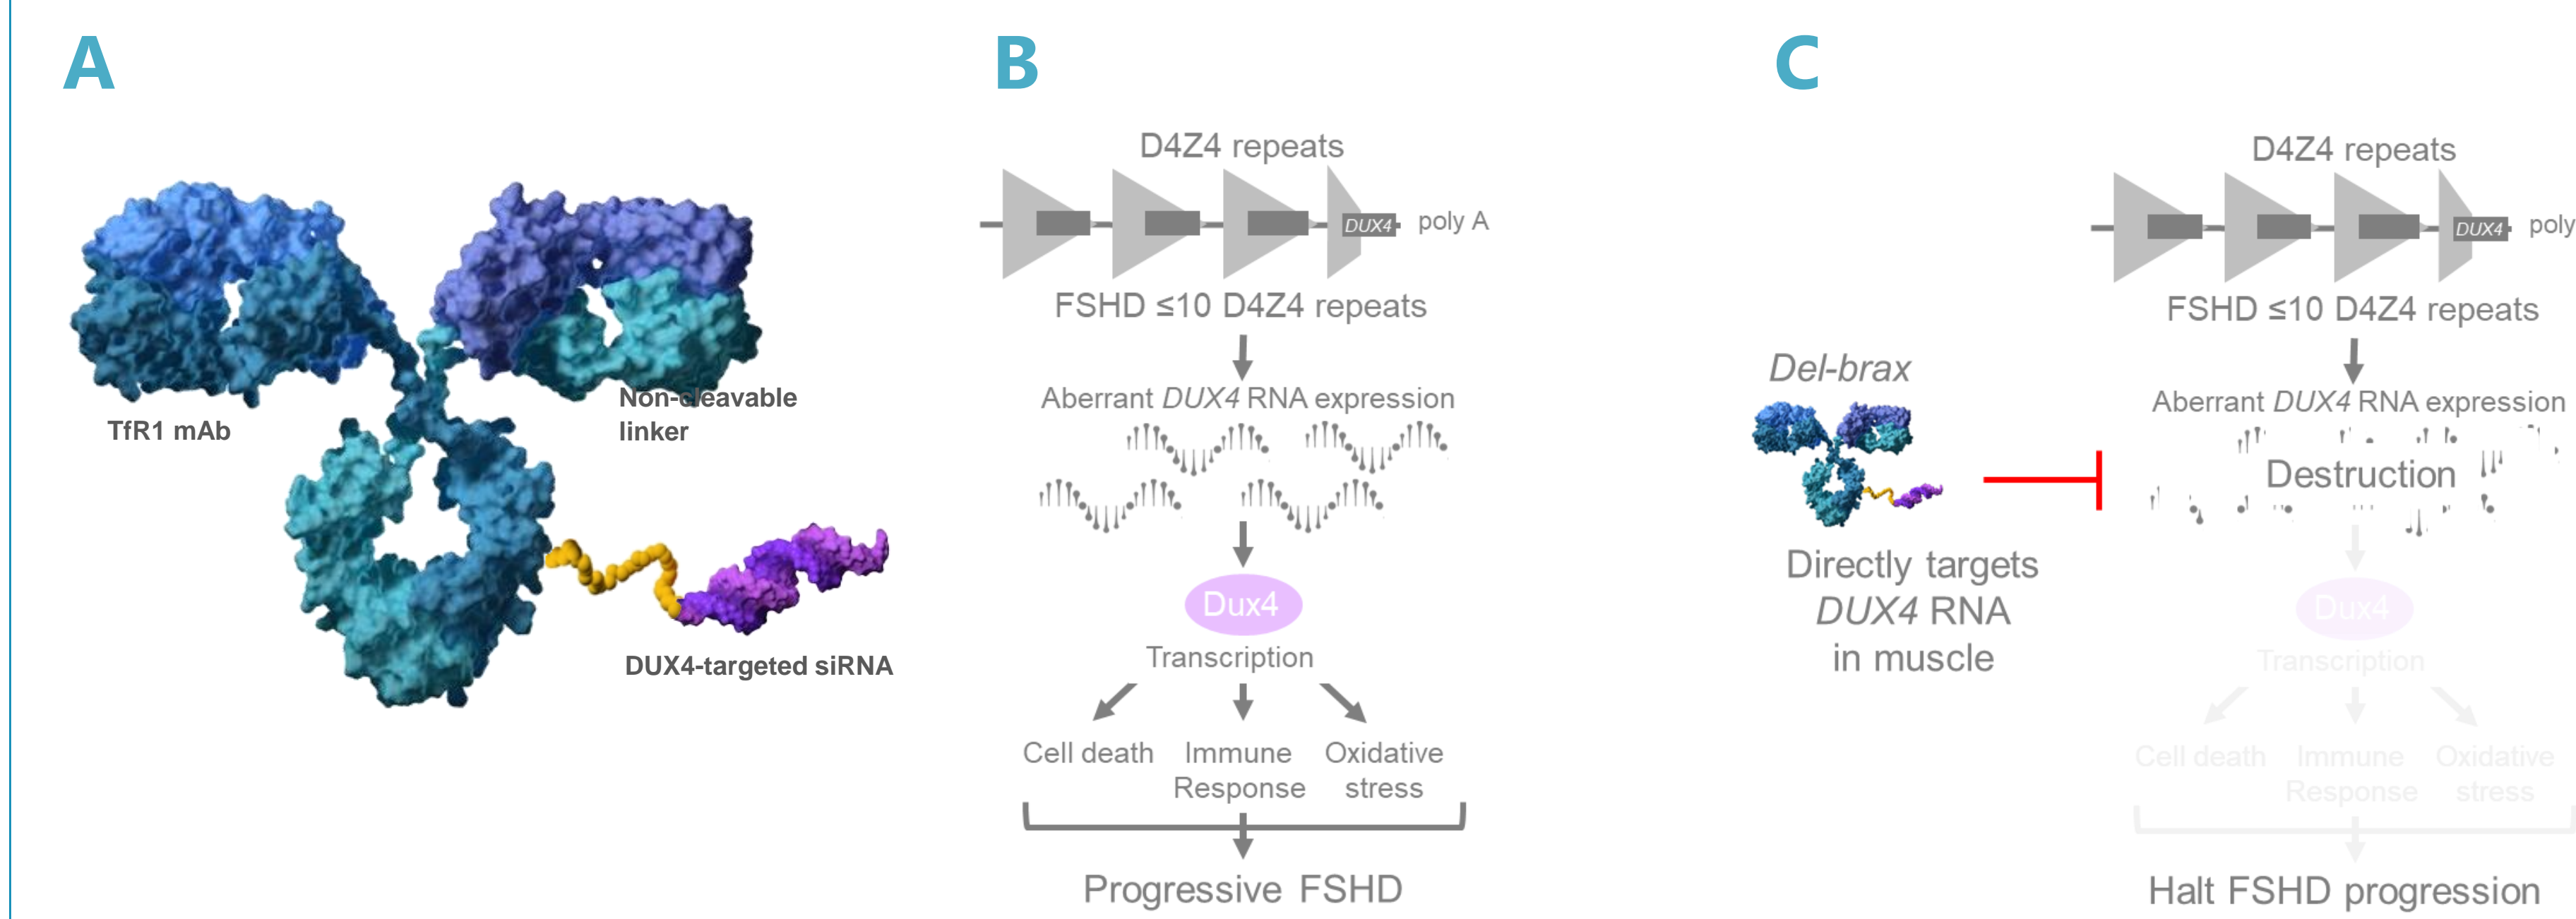 A
TfR1 mAb
Non-cleavable
linker
DUX4-targeted siRNA
B
D4Z4 repeats
DUX4
poly A
FSHD ≤10 D4Z4 repeats
Aberrant DUX4 RNA expression
Dux4
Transcription
Cell death
Immune
Response
Oxidative
stress
Progressive FSHD
C
Del-brax
Directly targets
DUX4 RNA
in muscle
D4Z4 repeats
DUX4
poly
FSHD ≤10 D4Z4 repeats
Aberrant DUX4 RNA expression
Destruction
Dux4
Transcription
Cell death
Immune
Response
Oxidative
stress
Halt FSHD progression